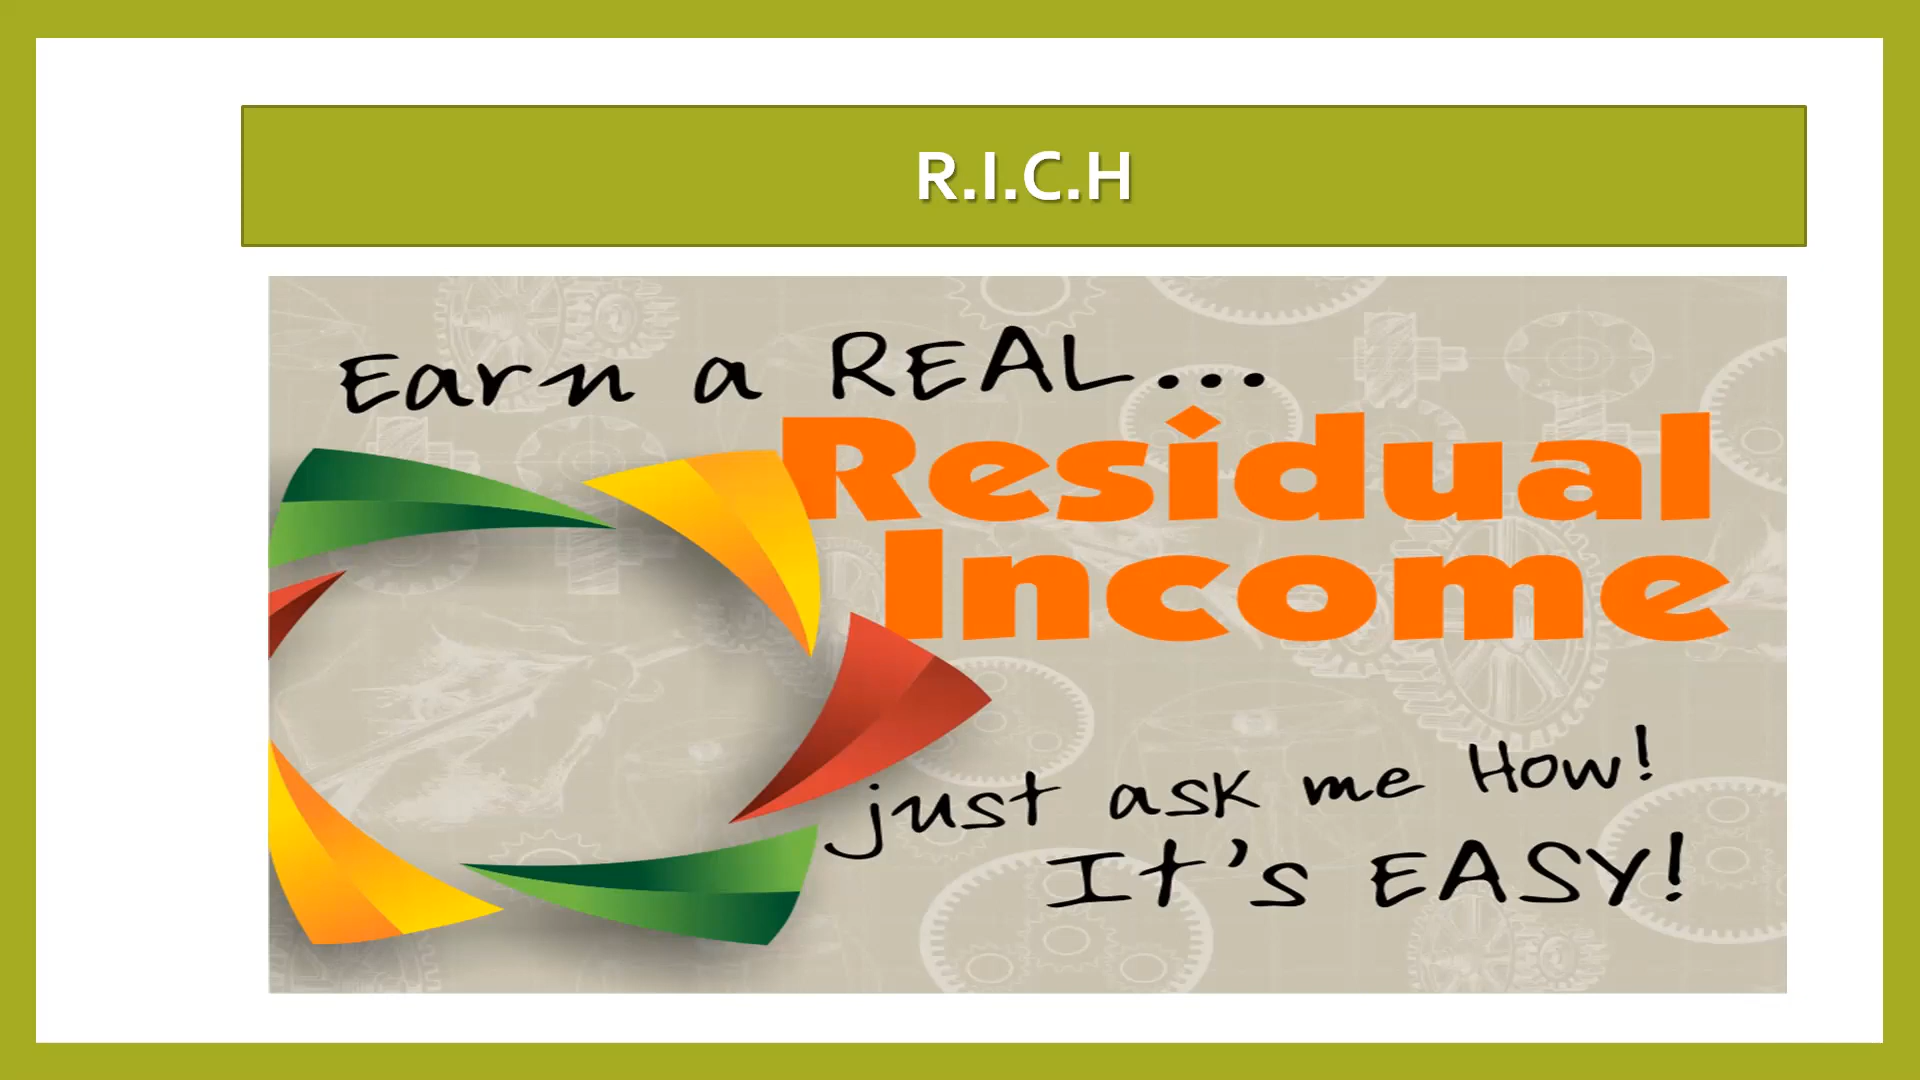 R.I.C.H
Earn a REAL...
Residual
Income
just ask me How!
It's EASY!